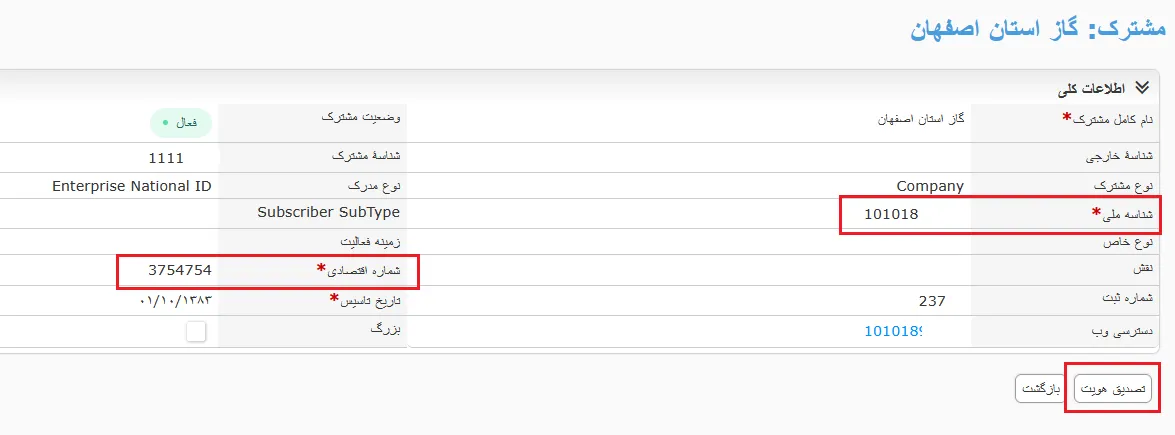 مشترک: گاز استان اصفهان
اطلاعات کلی
نام کامل مشترک* گاز استان اصفهان وضعیت مشترک فعال
شناسهٔ خارجی شناسهٔ مشترک 1111
نوع مشترک Company نوع مدرک Enterprise National ID
شناسه ملی* 101018 Subscriber SubType
نوع خاص زمینه فعالیت
نقش شماره اقتصادی* 3754754
شماره ثبت 237 تاریخ تاسیس* ۰۱/۱۰/۱۳۸۳
دسترسی وب 1010189 بزرگ
تصدیق هویت بازگشت